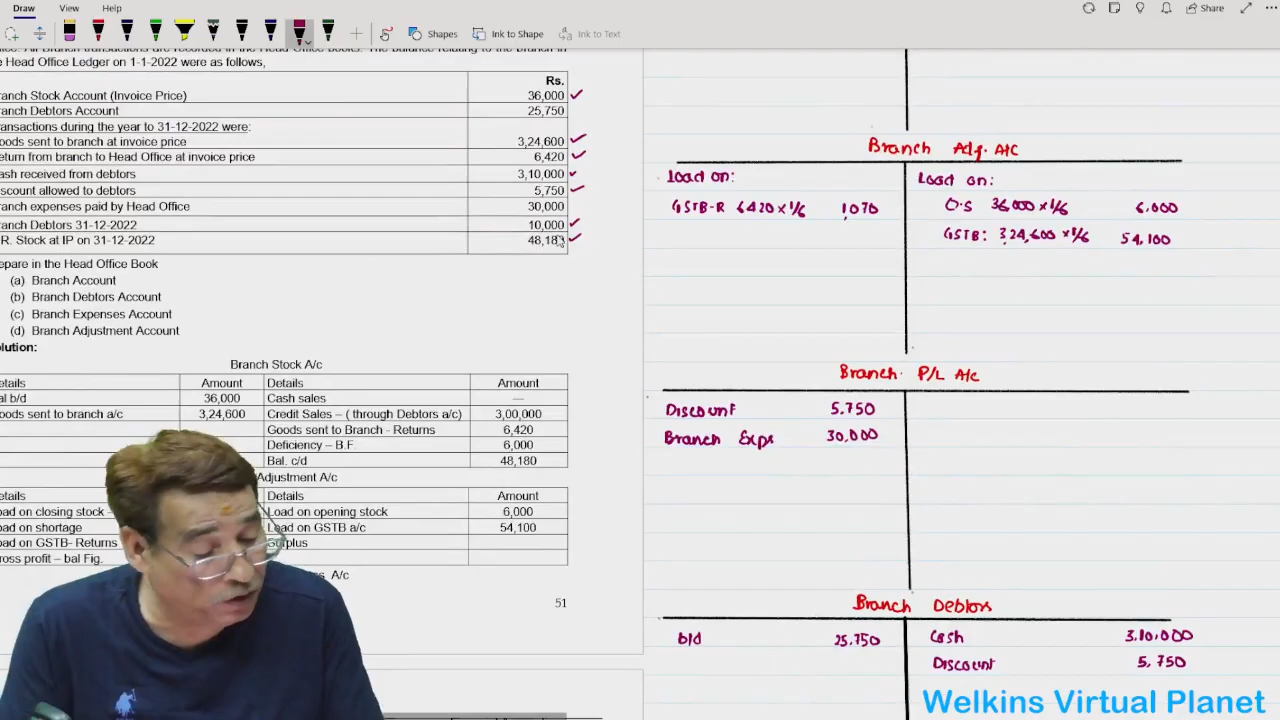 Draw View Help
Shapes Ink to Shape Ink to Text Share
Head Office Ledger on 1-1-2022 were as follows,
Rs.
ranch Stock Account (Invoice Price) 36,000
ranch Debtors Account 25,750
ransactions during the year to 31-12-2022 were:
oods sent to branch at invoice price 3,24,600
eturn from branch to Head Office at invoice price 6,420
ash received from debtors 3,10,000
iscount allowed to debtors 5,750
ranch expenses paid by Head Office 30,000
ranch Debtors 31-12-2022 10,000
.R. Stock at IP on 31-12-2022 48,180
epare in the Head Office Book
(a) Branch Account
(b) Branch Debtors Account
(c) Branch Expenses Account
(d) Branch Adjustment Account
olution:
Branch Stock A/c
etails Amount Details Amount
al b/d 36,000 Cash sales —
oods sent to branch a/c 3,24,600 Credit Sales – ( through Debtors a/c) 3,00,000
Goods sent to Branch - Returns 6,420
Deficiency – B.F. 6,000
Bal. c/d 48,180
Adjustment A/c
etails Details Amount
oad on closing stock – Load on opening stock 6,000
oad on shortage Load on GSTB a/c 54,100
oad on GSTB- Returns Surplus
ross profit – bal Fig.
A/c
51
Branch Adj. A/C
Load on: Load on:
GSTB-R 6420 x 1/6 1,070 O.S 36,000 x 1/6 6,000
GSTB: 3,24,600 x 1/6 54,100
Branch P/L A/c
Discount 5,750
Branch Exps 30,000
Branch Debtors
b/d 25,750 Cash 3,10,000
Discount 5,750
Welkins Virtual Planet